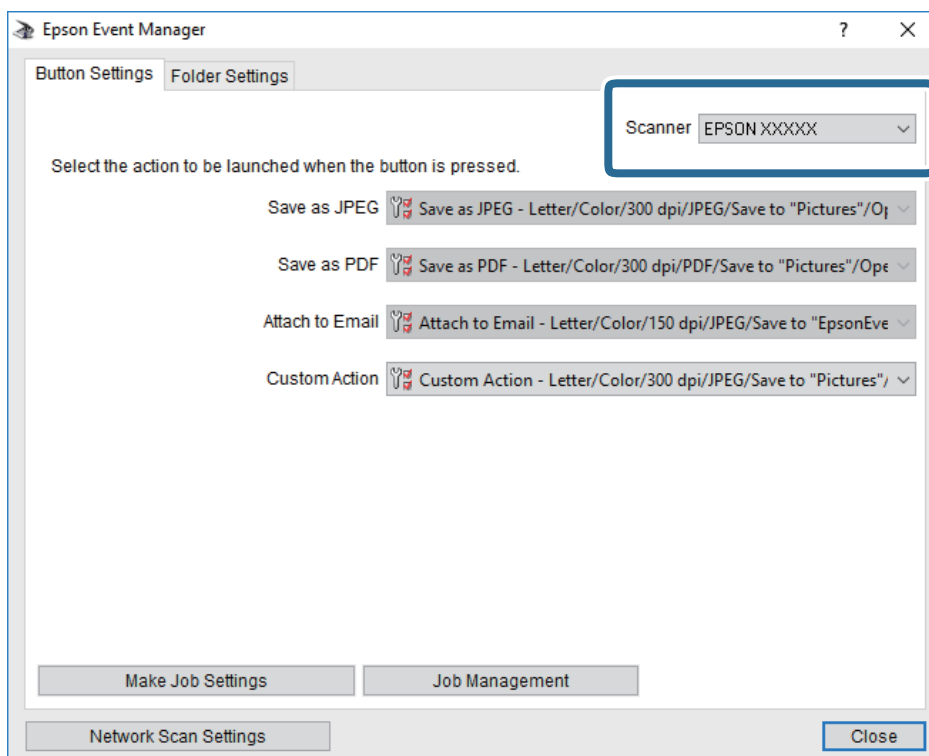 Epson Event Manager
?
Button Settings Folder Settings
Scanner EPSON XXXXX
Select the action to be launched when the button is pressed.
Save as JPEG Save as JPEG - Letter/Color/300 dpi/JPEG/Save to "Pictures"/Op
Save as PDF Save as PDF - Letter/Color/300 dpi/PDF/Save to "Pictures"/Ope
Attach to Email Attach to Email - Letter/Color/150 dpi/JPEG/Save to "EpsonEve
Custom Action Custom Action - Letter/Color/300 dpi/JPEG/Save to "Pictures"/
Make Job Settings Job Management
Network Scan Settings Close